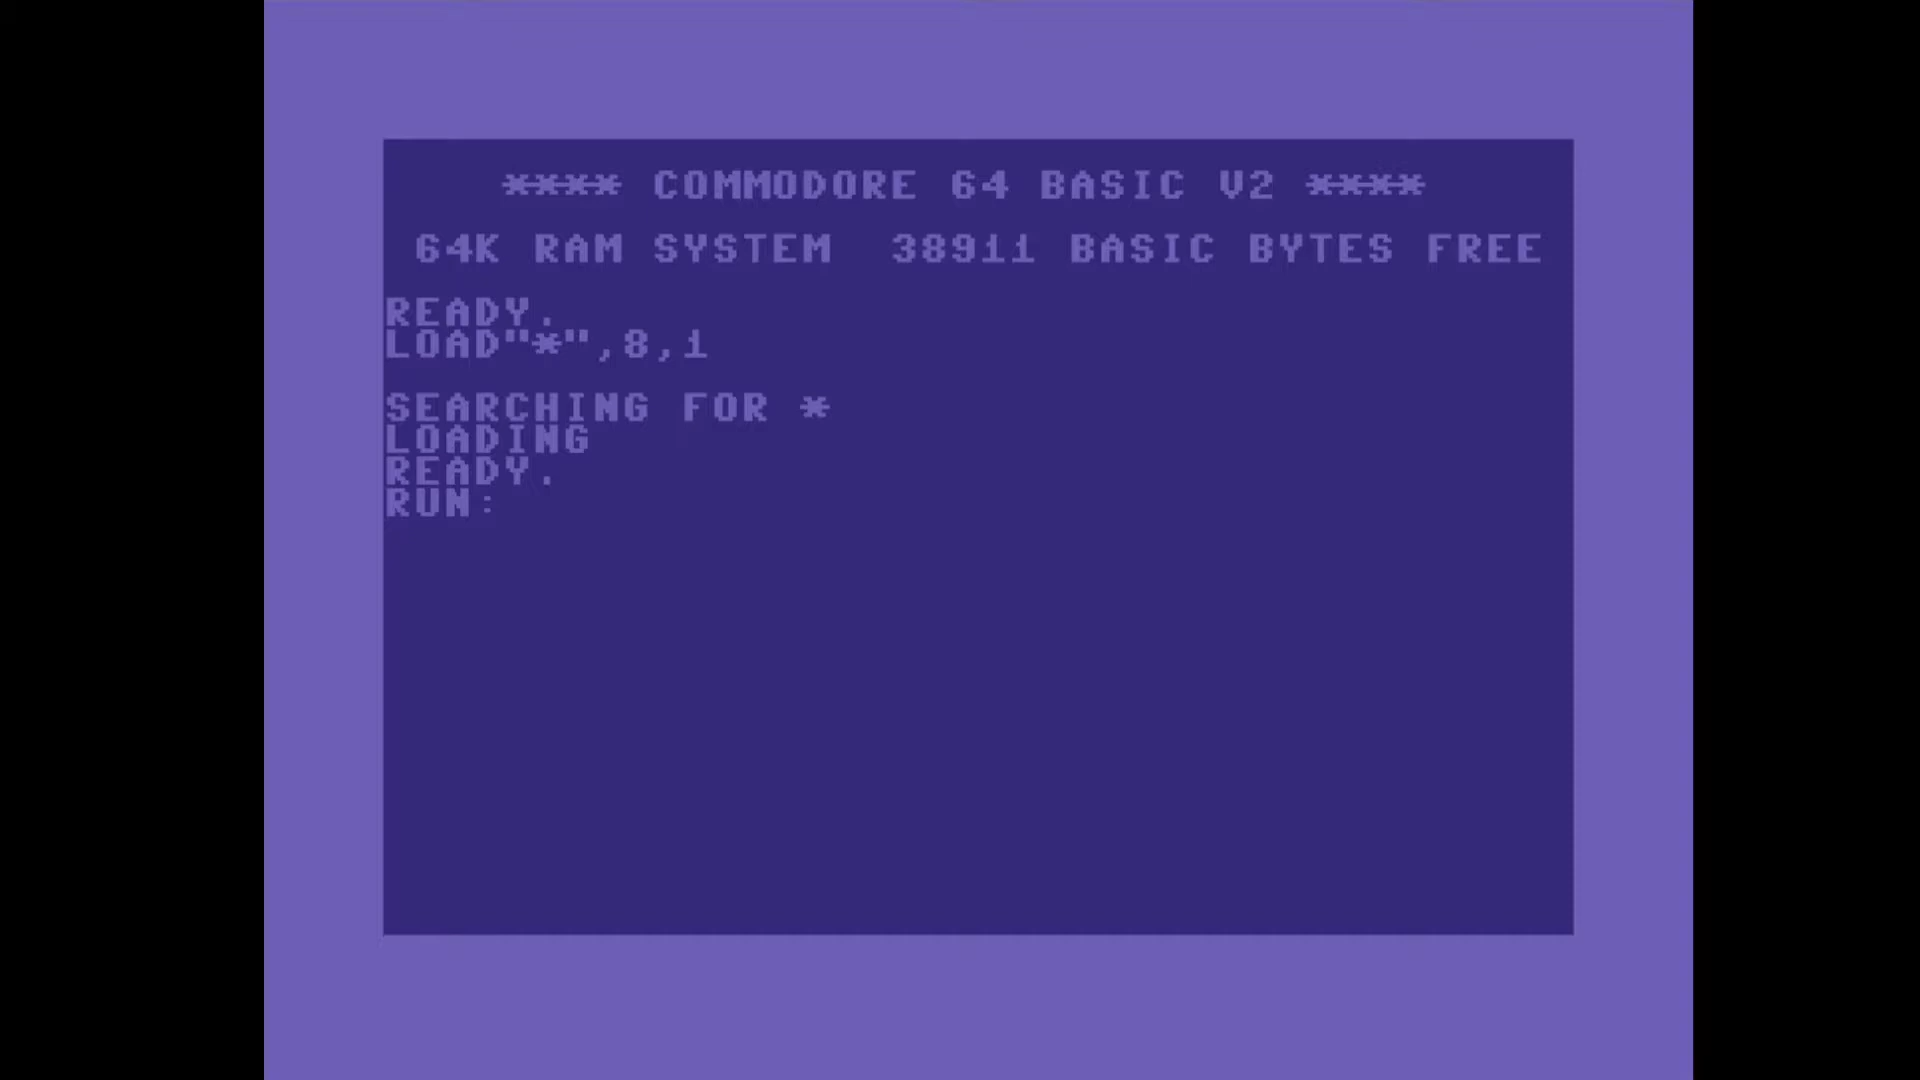 **** COMMODORE 64 BASIC V2 ****
64K RAM SYSTEM  38911 BASIC BYTES FREE
READY.
LOAD"*",8,1
SEARCHING FOR *
LOADING
READY.
RUN: